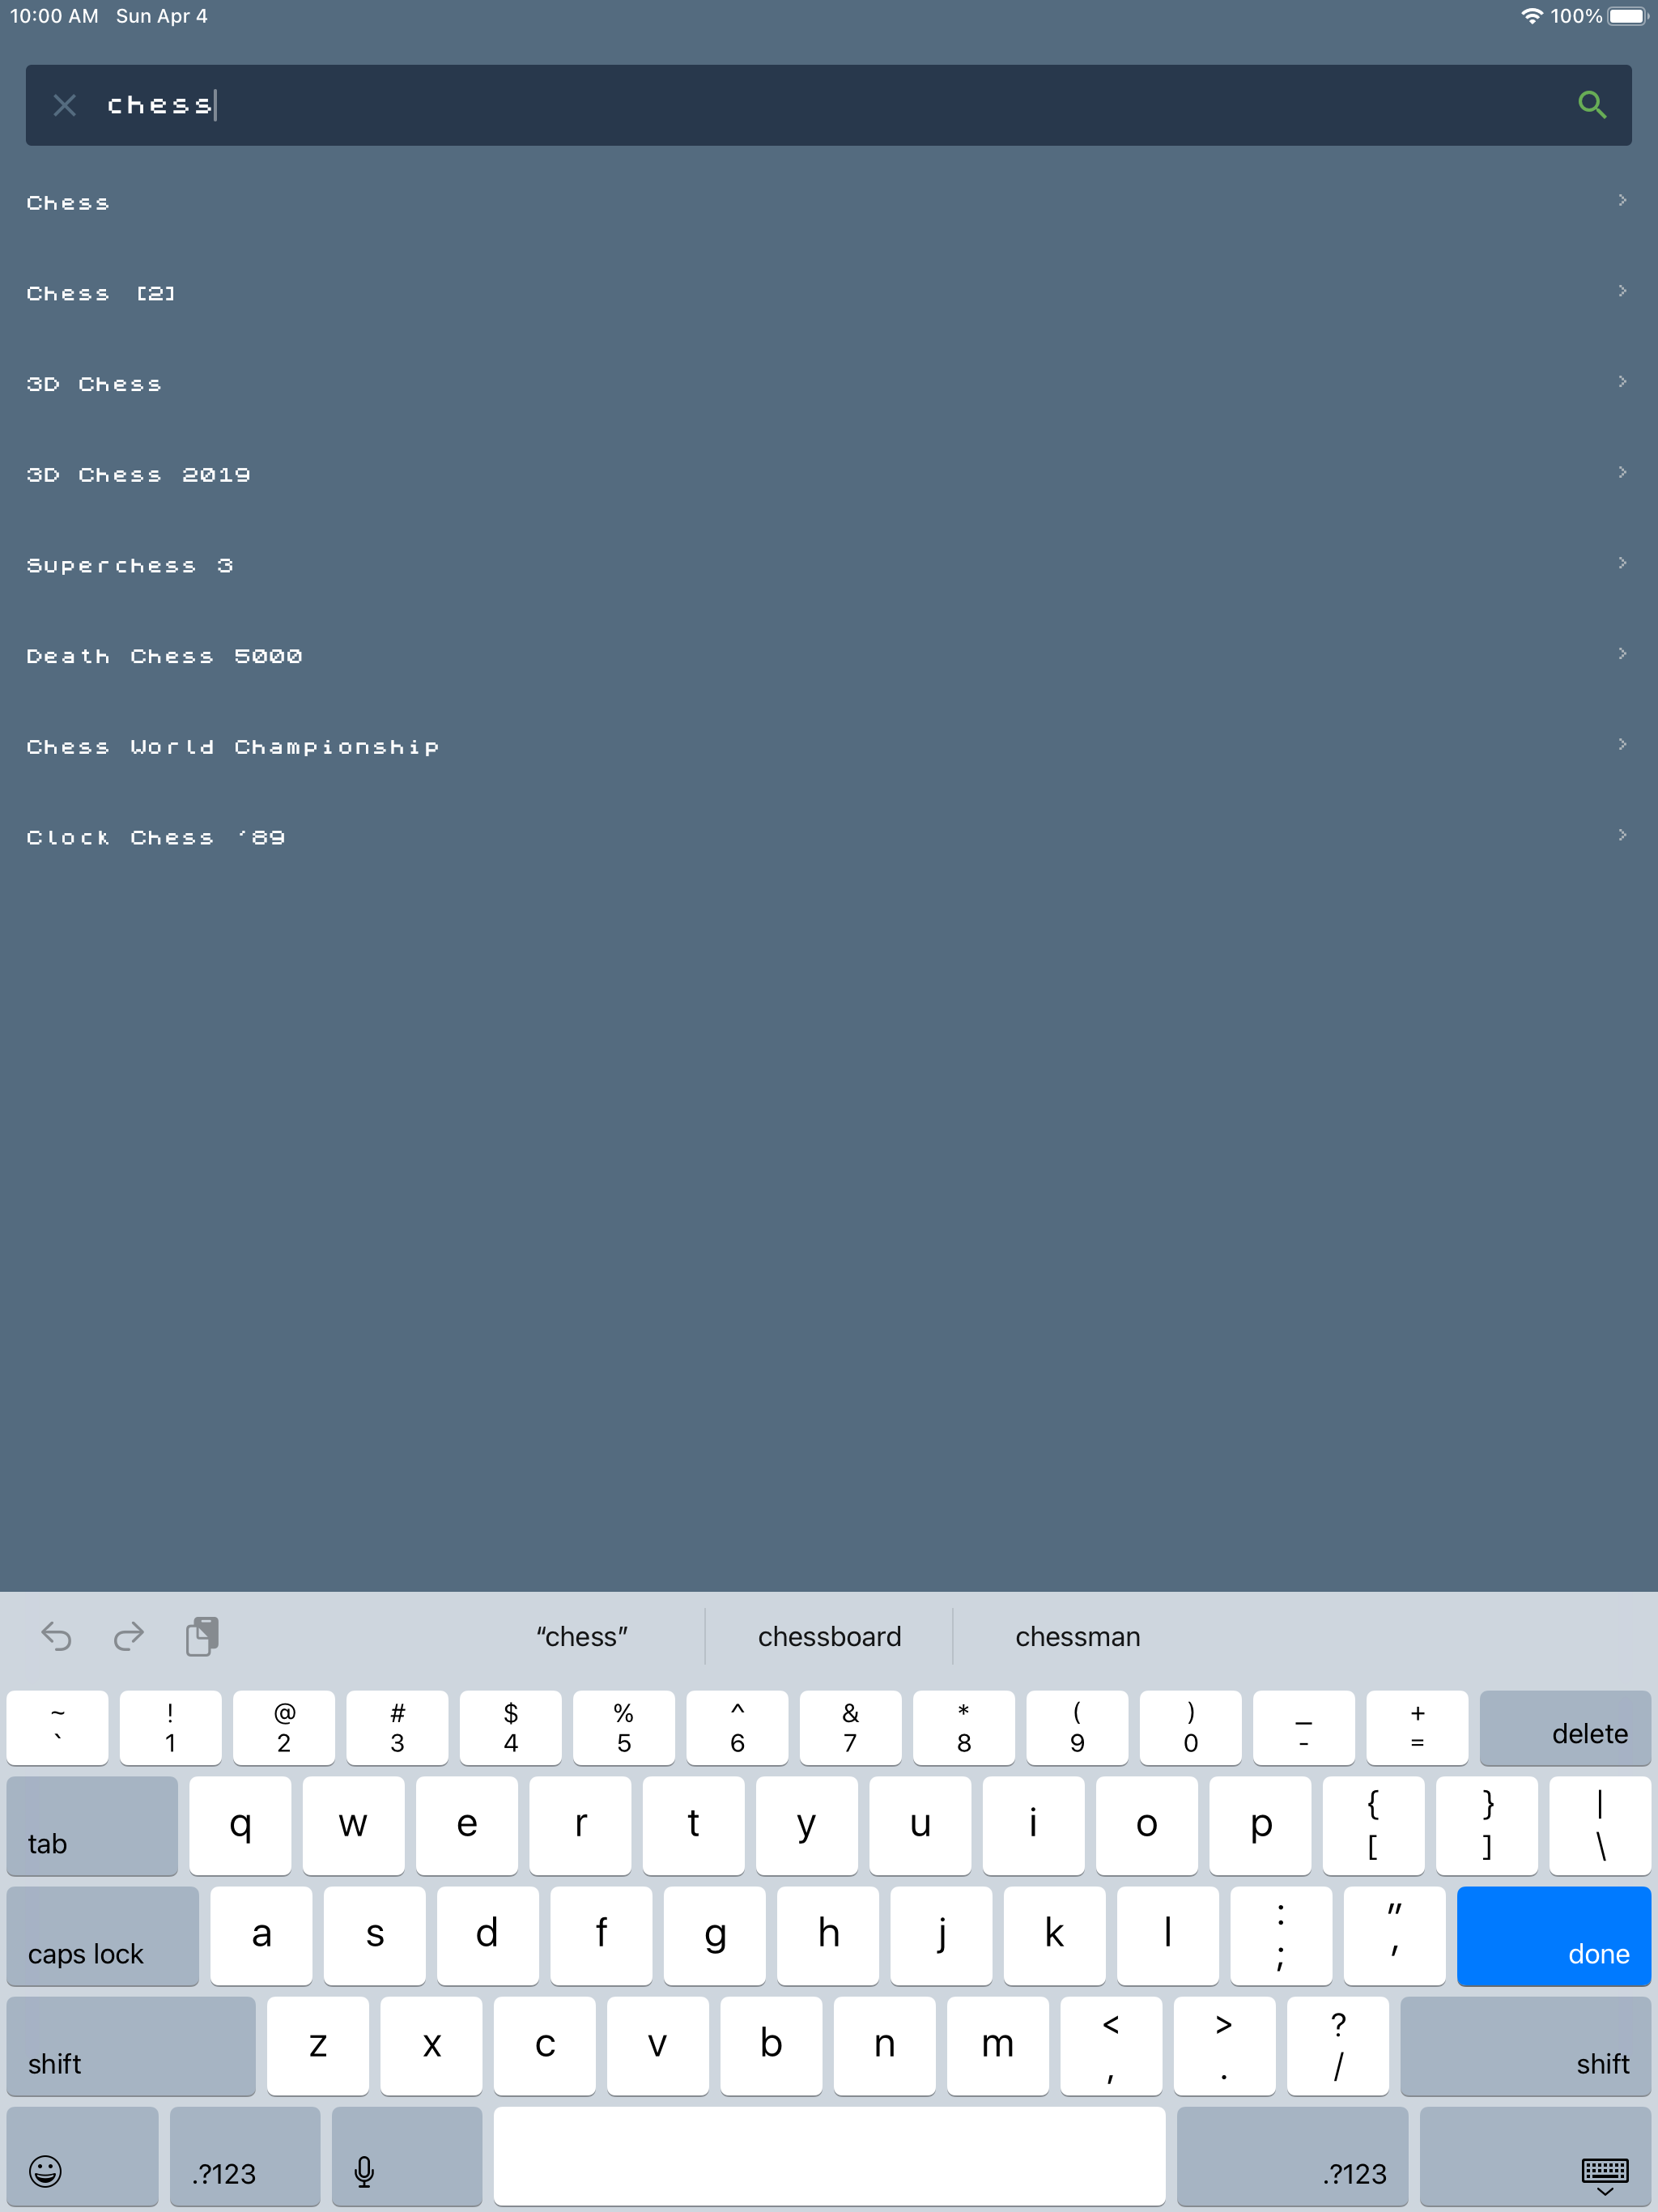 10:00 AM Sun Apr 4 100%
chess
Chess
Chess [2]
3D Chess
3D Chess 2019
Superchess 3
Death Chess 5000
Chess World Championship
Clock Chess ´89
“chess” chessboard chessman
~ ! @ # $ % ^ & * ( ) _ +
` 1 2 3 4 5 6 7 8 9 0 - = delete
tab q w e r t y u i o p { [ } ] | \
caps lock a s d f g h j k l : ; " ' done
shift z x c v b n m < , > . ? / shift
.?123 .?123